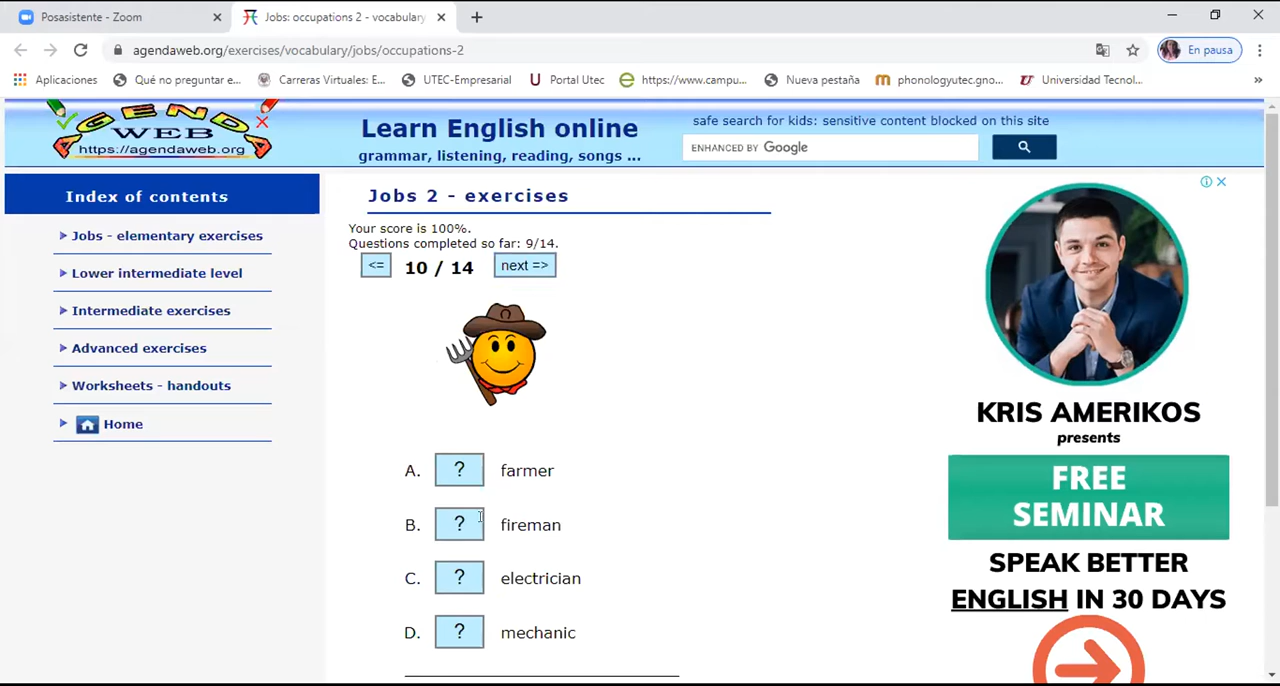 Posasistente - Zoom
Jobs: occupations 2 - vocabulary
agendaweb.org/exercises/vocabulary/jobs/occupations-2
En pausa
Aplicaciones
Qué no preguntar e...
Carreras Virtuales: E...
UTEC-Empresarial
Portal Utec
https://www.campu...
Nueva pestaña
phonologyutec.gno...
Universidad Tecnol...
AGENDA
WEB
https://agendaweb.org
Learn English online
grammar, listening, reading, songs ...
safe search for kids: sensitive content blocked on this site
ENHANCED BY Google
Index of contents
Jobs - elementary exercises
Lower intermediate level
Intermediate exercises
Advanced exercises
Worksheets - handouts
Home
Jobs 2 - exercises
Your score is 100%.
Questions completed so far: 9/14.
<= 10 / 14 next =>
A. ? farmer
B. ? fireman
C. ? electrician
D. ? mechanic
KRIS AMERIKOS
presents
FREE
SEMINAR
SPEAK BETTER
ENGLISH IN 30 DAYS